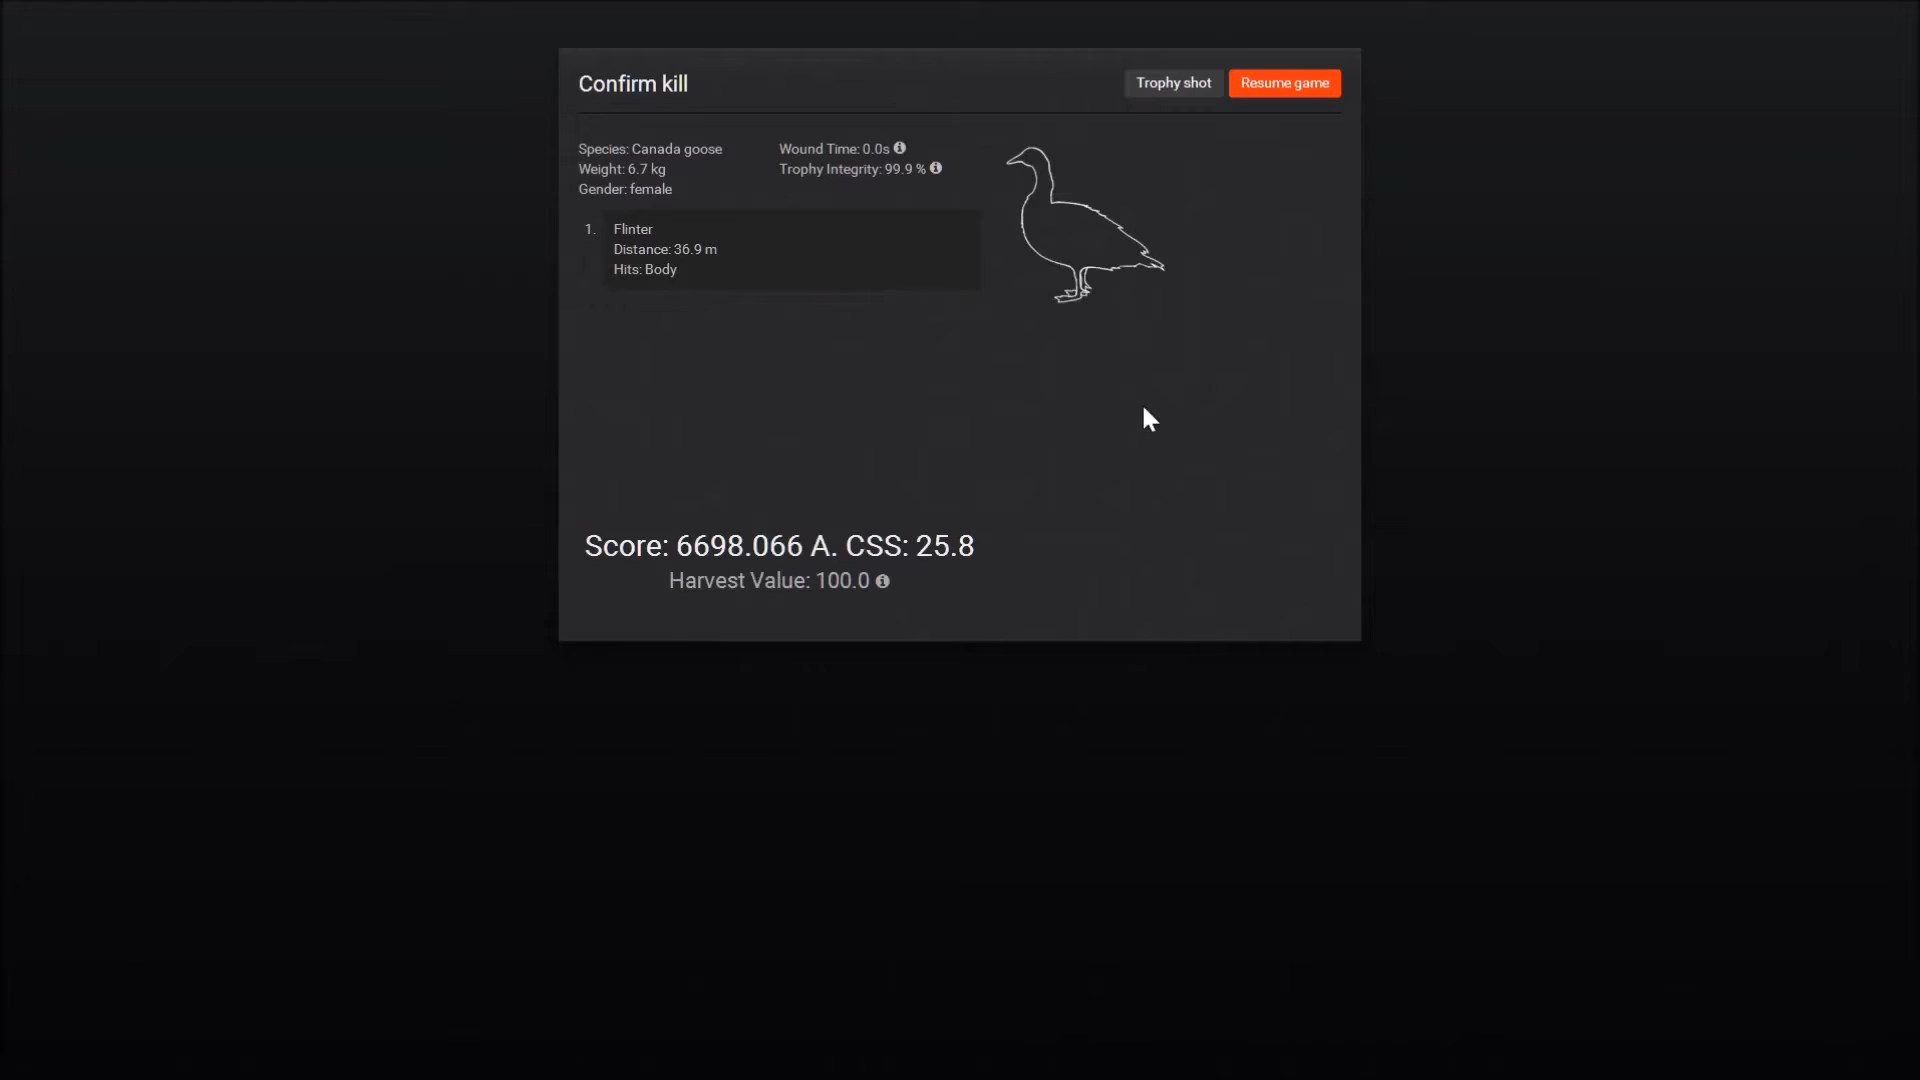 Confirm kill
Trophy shot
Resume game
Species: Canada goose
Weight: 6.7 kg
Gender: female
Wound Time: 0.0s
Trophy Integrity: 99.9 %
1. Flinter
Distance: 36.9 m
Hits: Body
Score: 6698.066 A. CSS: 25.8
Harvest Value: 100.0